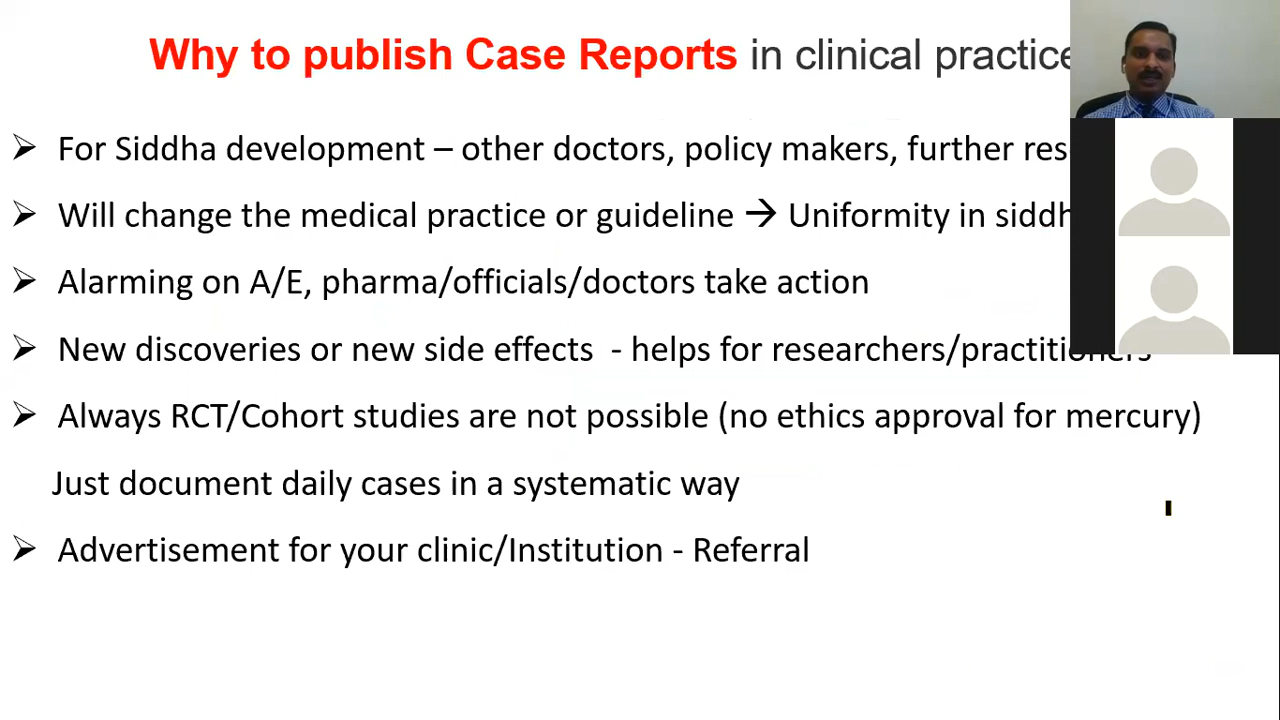 Why to publish Case Reports in clinical practice
➢ For Siddha development – other doctors, policy makers, further
➢ Will change the medical practice or guideline → Uniformity in
➢ Alarming on A/E, pharma/officials/doctors take action
➢ New discoveries or new side effects - helps for researchers/practitioners
➢ Always RCT/Cohort studies are not possible (no ethics approval for mercury)
Just document daily cases in a systematic way
➢ Advertisement for your clinic/Institution - Referral